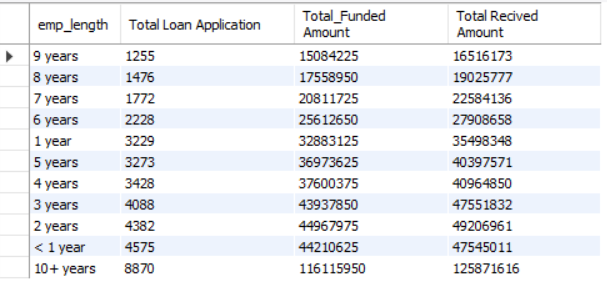 emp_length Total Loan Application Total_Funded Amount Total Recived Amount
9 years 1255 15084225 16516173
8 years 1476 17558950 19025777
7 years 1772 20811725 22584136
6 years 2228 25612650 27908658
1 year 3229 32883125 35498348
5 years 3273 36973625 40397571
4 years 3428 37600375 40964850
3 years 4088 43937850 47551832
2 years 4382 44967975 49206961
< 1 year 4575 44210625 47545011
10+ years 8870 116115950 125871616